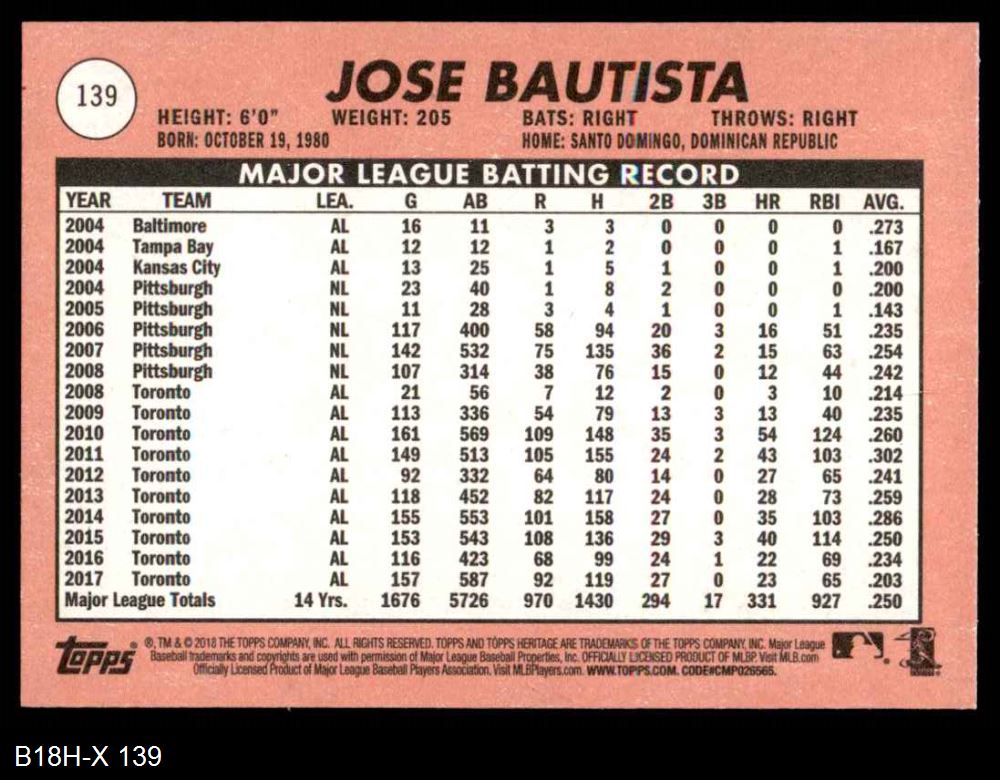 139
JOSE BAUTISTA
HEIGHT: 6'0" WEIGHT: 205 BATS: RIGHT THROWS: RIGHT
BORN: OCTOBER 19, 1980 HOME: SANTO DOMINGO, DOMINICAN REPUBLIC
MAJOR LEAGUE BATTING RECORD
YEAR TEAM LEA. G AB R H 2B 3B HR RBI AVG.
2004 Baltimore AL 16 11 3 3 0 0 0 0 .273
2004 Tampa Bay AL 12 12 1 2 0 0 0 1 .167
2004 Kansas City AL 13 25 1 5 1 0 0 1 .200
2004 Pittsburgh NL 23 40 1 8 2 0 0 0 .200
2005 Pittsburgh NL 11 28 3 4 1 0 0 1 .143
2006 Pittsburgh NL 117 400 58 94 20 3 16 51 .235
2007 Pittsburgh NL 142 532 75 135 36 2 15 63 .254
2008 Pittsburgh NL 107 314 38 76 15 0 12 44 .242
2008 Toronto AL 21 56 7 12 2 0 3 10 .214
2009 Toronto AL 113 336 54 79 13 3 13 40 .235
2010 Toronto AL 161 569 109 148 35 3 54 124 .260
2011 Toronto AL 149 513 105 155 24 2 43 103 .302
2012 Toronto AL 92 332 64 80 14 0 27 65 .241
2013 Toronto AL 118 452 82 117 24 0 28 73 .259
2014 Toronto AL 155 553 101 158 27 0 35 103 .286
2015 Toronto AL 153 543 108 136 29 3 40 114 .250
2016 Toronto AL 116 423 68 99 24 1 22 69 .234
2017 Toronto AL 157 587 92 119 27 0 23 65 .203
Major League Totals 14 Yrs. 1676 5726 970 1430 294 17 331 927 .250
Topps ®, TM & © 2018 THE TOPPS COMPANY, INC. ALL RIGHTS RESERVED. TOPPS AND TOPPS HERITAGE ARE TRADEMARKS OF THE TOPPS COMPANY, INC. Major League
Baseball trademarks and copyrights are used with permission of Major League Baseball Properties, Inc. OFFICIALLY LICENSED PRODUCT OF MLBP. Visit MLB.com
Officially Licensed Product of Major League Baseball Players Association. Visit MLBPlayers.com. WWW.TOPPS.COM. CODE#CMP026565.
B18H-X 139